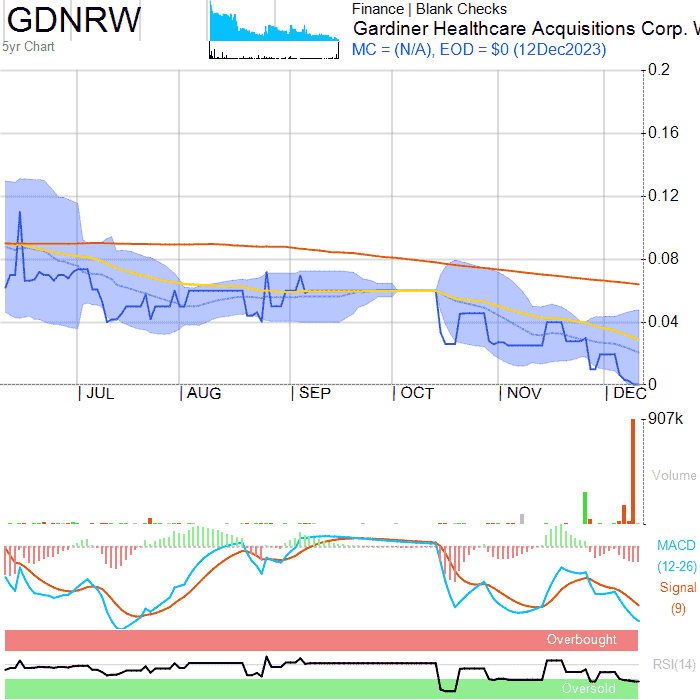 GDNRW
5yr Chart
Finance | Blank Checks
Gardiner Healthcare Acquisitions Corp. W
MC = (N/A), EOD = $0 (12Dec2023)
0.2
0.16
0.12
0.08
0.04
0
JUL
AUG
SEP
OCT
NOV
DEC
907k
Volume
MACD
(12-26)
Signal
(9)
Overbought
RSI(14)
Oversold